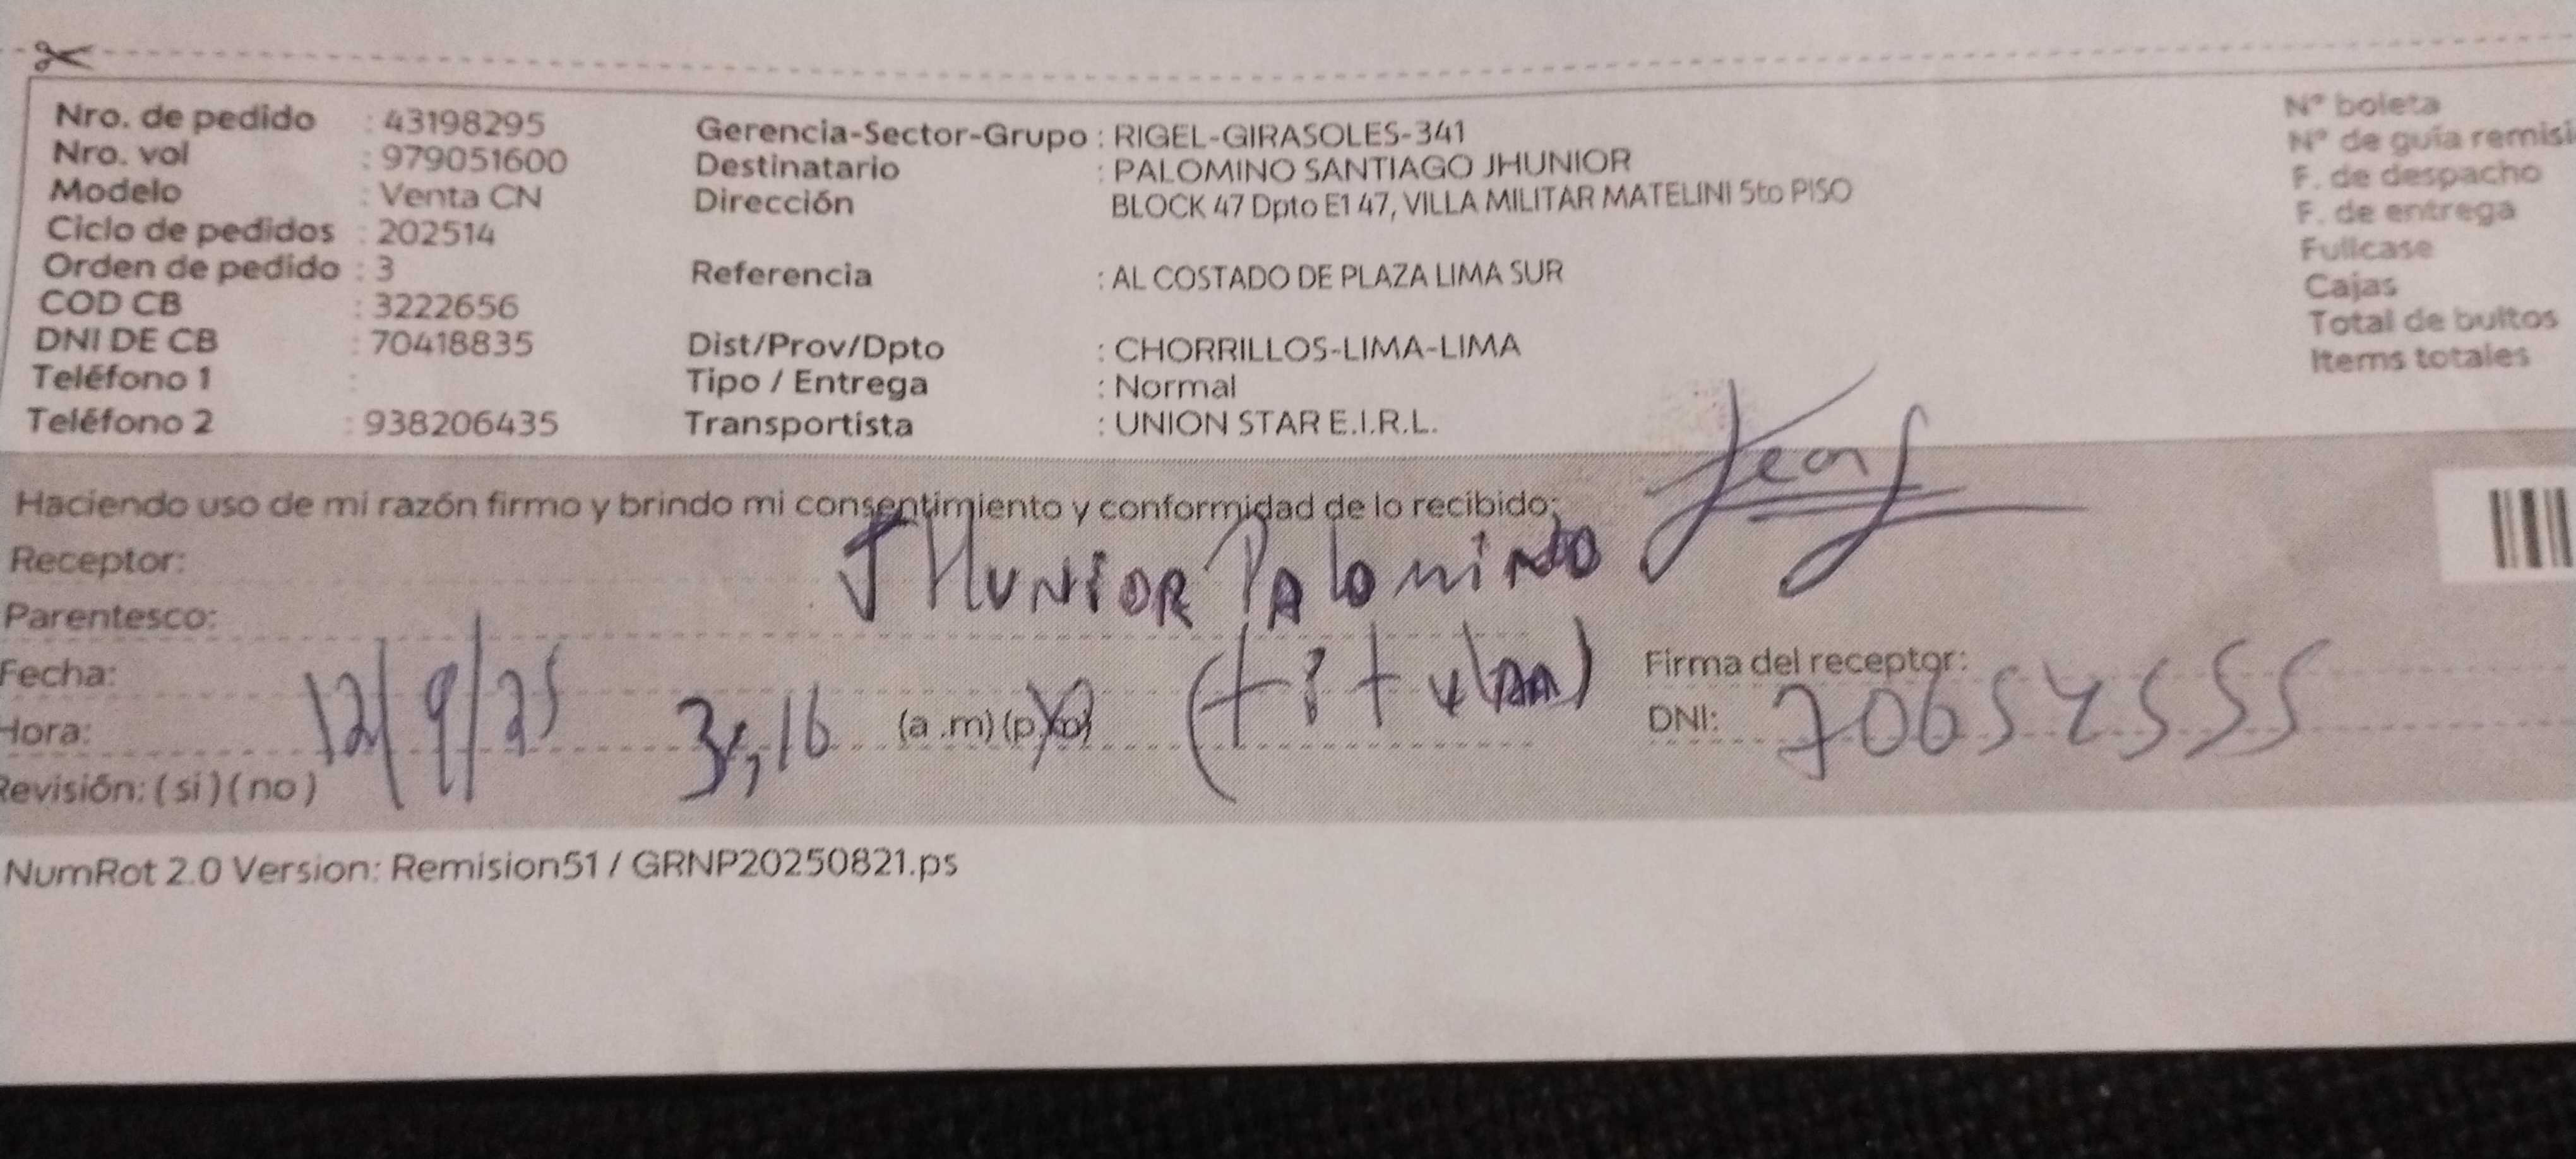 Nro. de pedido : 43198295
Nro. vol : 979051600
Modelo : Venta CN
Ciclo de pedidos : 202514
Orden de pedido : 3
COD CB : 3222656
DNI DE CB : 70418835
Teléfono 1 :
Teléfono 2 : 938206435
Gerencia-Sector-Grupo : RIGEL-GIRASOLES-341
Destinatario : PALOMINO SANTIAGO JHUNIOR
Dirección BLOCK 47 Dpto E1 47, VILLA MILITAR MATELINI 5to PISO
Referencia : AL COSTADO DE PLAZA LIMA SUR
Dist/Prov/Dpto : CHORRILLOS-LIMA-LIMA
Tipo / Entrega : Normal
Transportista : UNION STAR E.I.R.L.
N° boleta
N° de guía remisi
F. de despacho
F. de entrega
Fullcase
Cajas
Total de bultos
Items totales
Haciendo uso de mi razón firmo y brindo mi consentimiento y conformidad de lo recibido:
Receptor: JHUNIOR PALOMINO
Parentesco: (titular)
Fecha: 12/9/25
Hora: 3:16 (a .m) (p.m)
Revisión: ( si ) ( no )
Firma del receptor:
DNI:
NumRot 2.0 Version: Remision51 / GRNP20250821.ps